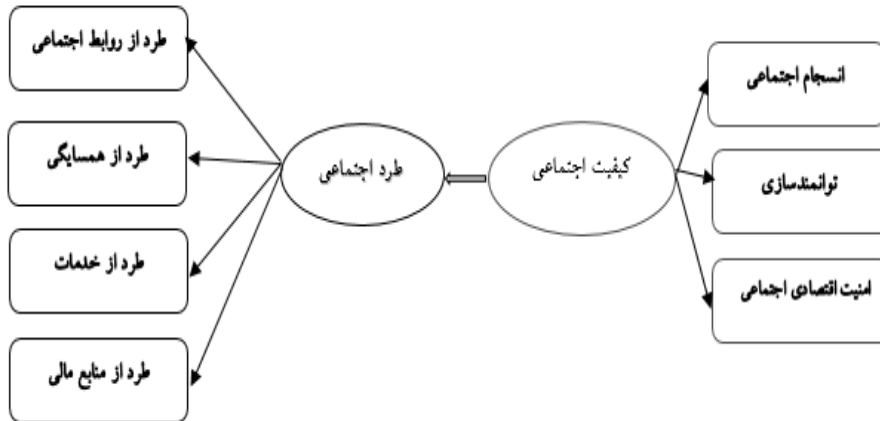 انسجام اجتماعی
توانمندسازی
امنیت اقتصادی اجتماعی
کیفیت اجتماعی
طرد اجتماعی
طرد از روابط اجتماعی
طرد از همسایگی
طرد از خدمات
طرد از منابع مالی